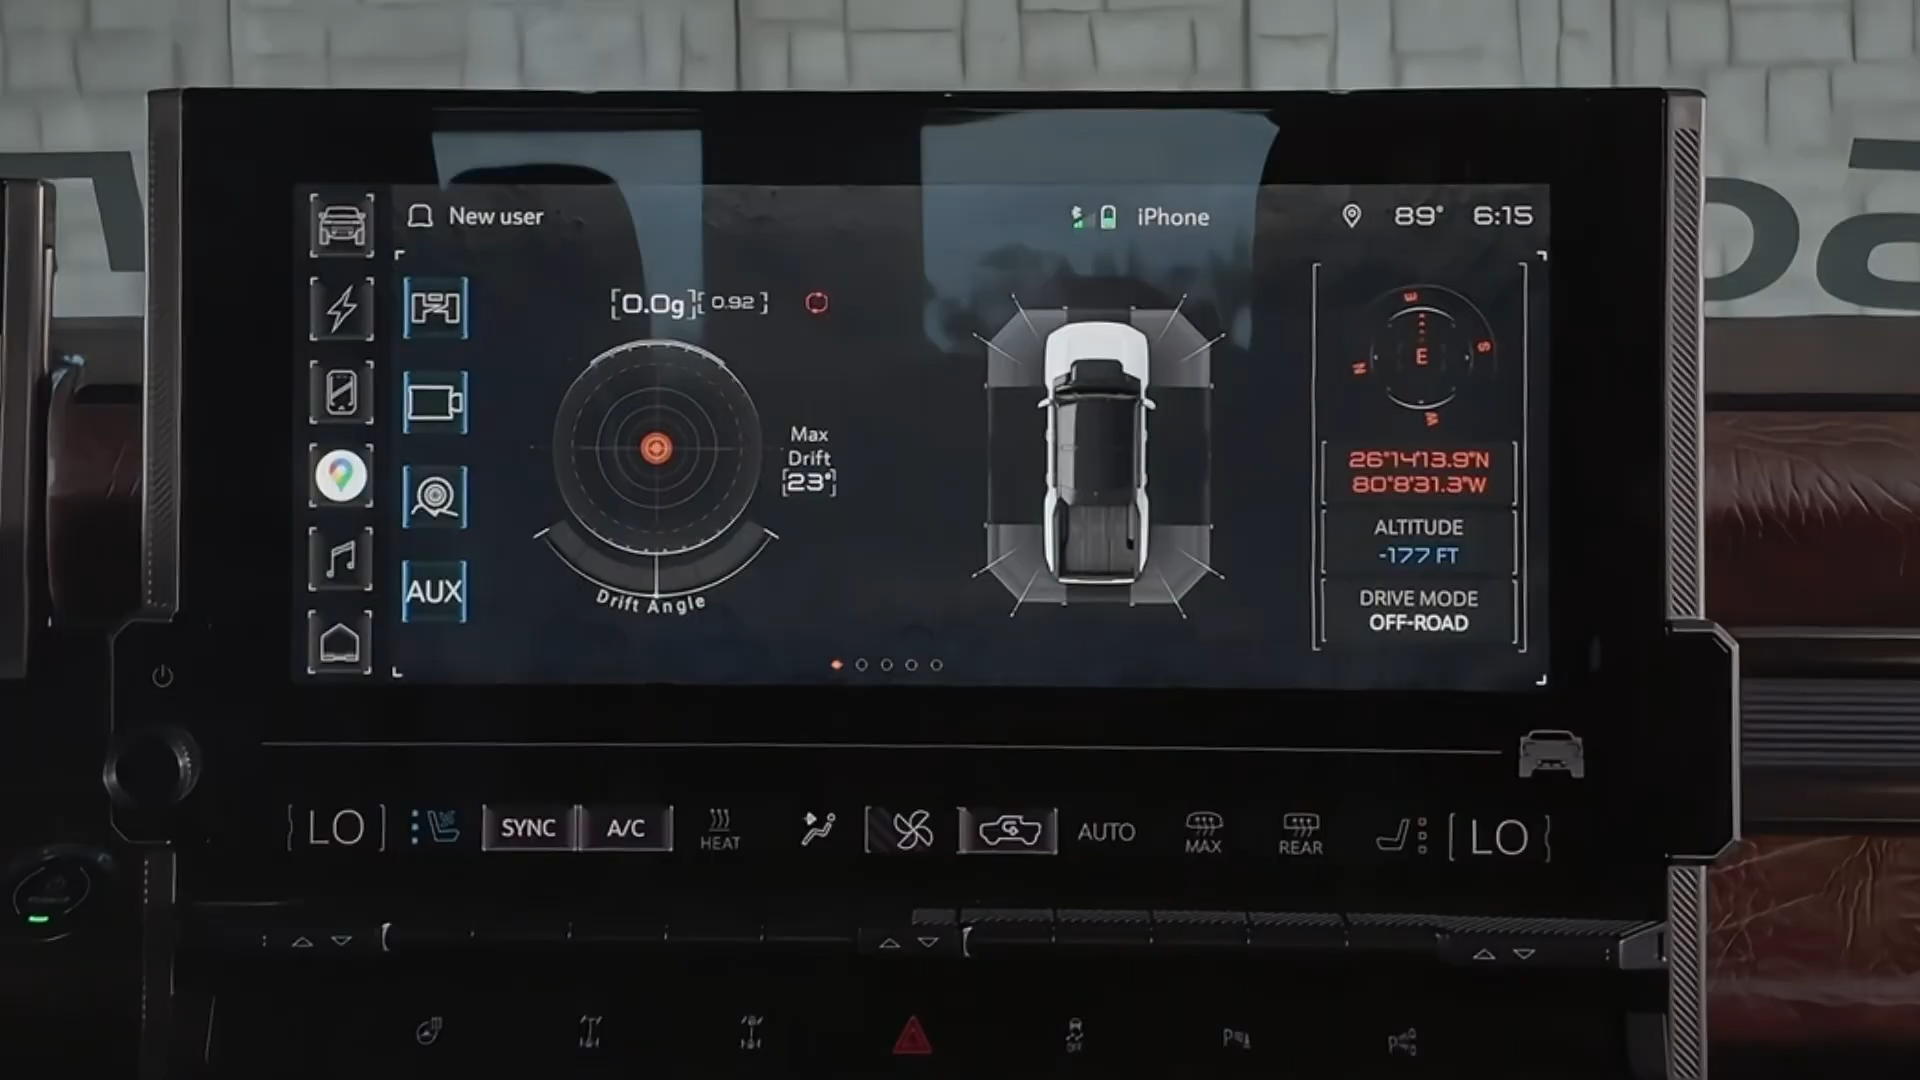 New user
iPhone
89° 6:15
[0.0g][0.92]
Max
Drift
[23°]
Drift Angle
AUX
E
S
N
E
W
26°14'13.9"N
80°8'31.3"W
ALTITUDE
-177 FT
DRIVE MODE
OFF-ROAD
LO
SYNC
A/C
HEAT
AUTO
MAX
REAR
LO
OFF